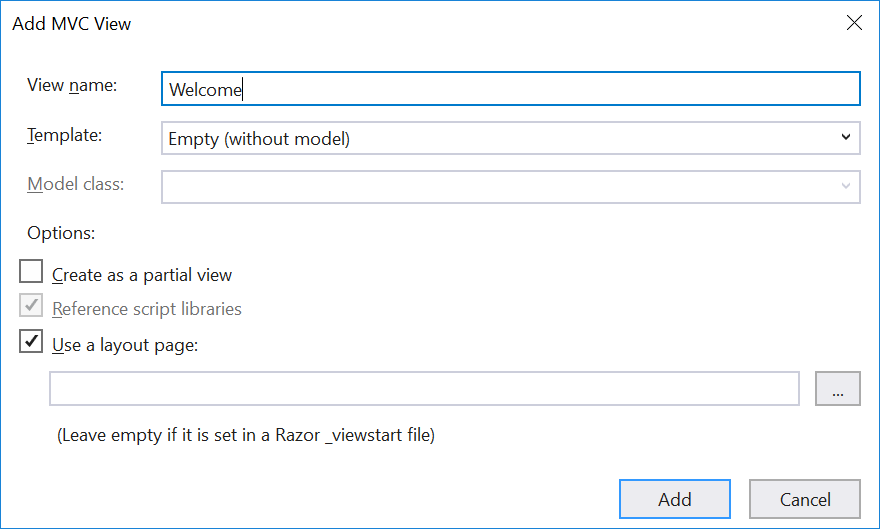 Add MVC View
View name:
Welcome
Template:
Empty (without model)
Model class:
Options:
Create as a partial view
Reference script libraries
Use a layout page:
...
(Leave empty if it is set in a Razor _viewstart file)
Add
Cancel